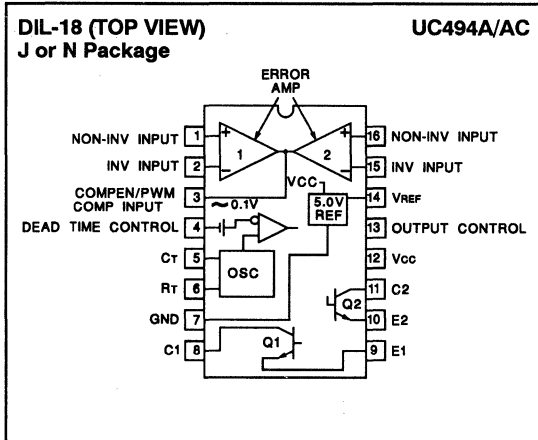 DIL-18 (TOP VIEW) UC494A/AC
J or N Package
ERROR
AMP
NON-INV INPUT 1 + + 16 NON-INV INPUT
1 2
INV INPUT 2 − − 15 INV INPUT
COMPEN/PWM
COMP INPUT 3 VCC 14 VREF
~0.1V 5.0V
REF
DEAD TIME CONTROL 4 13 OUTPUT CONTROL
CT 5 12 VCC
OSC
RT 6 11 C2
Q2
GND 7 10 E2
C1 8 Q1 9 E1